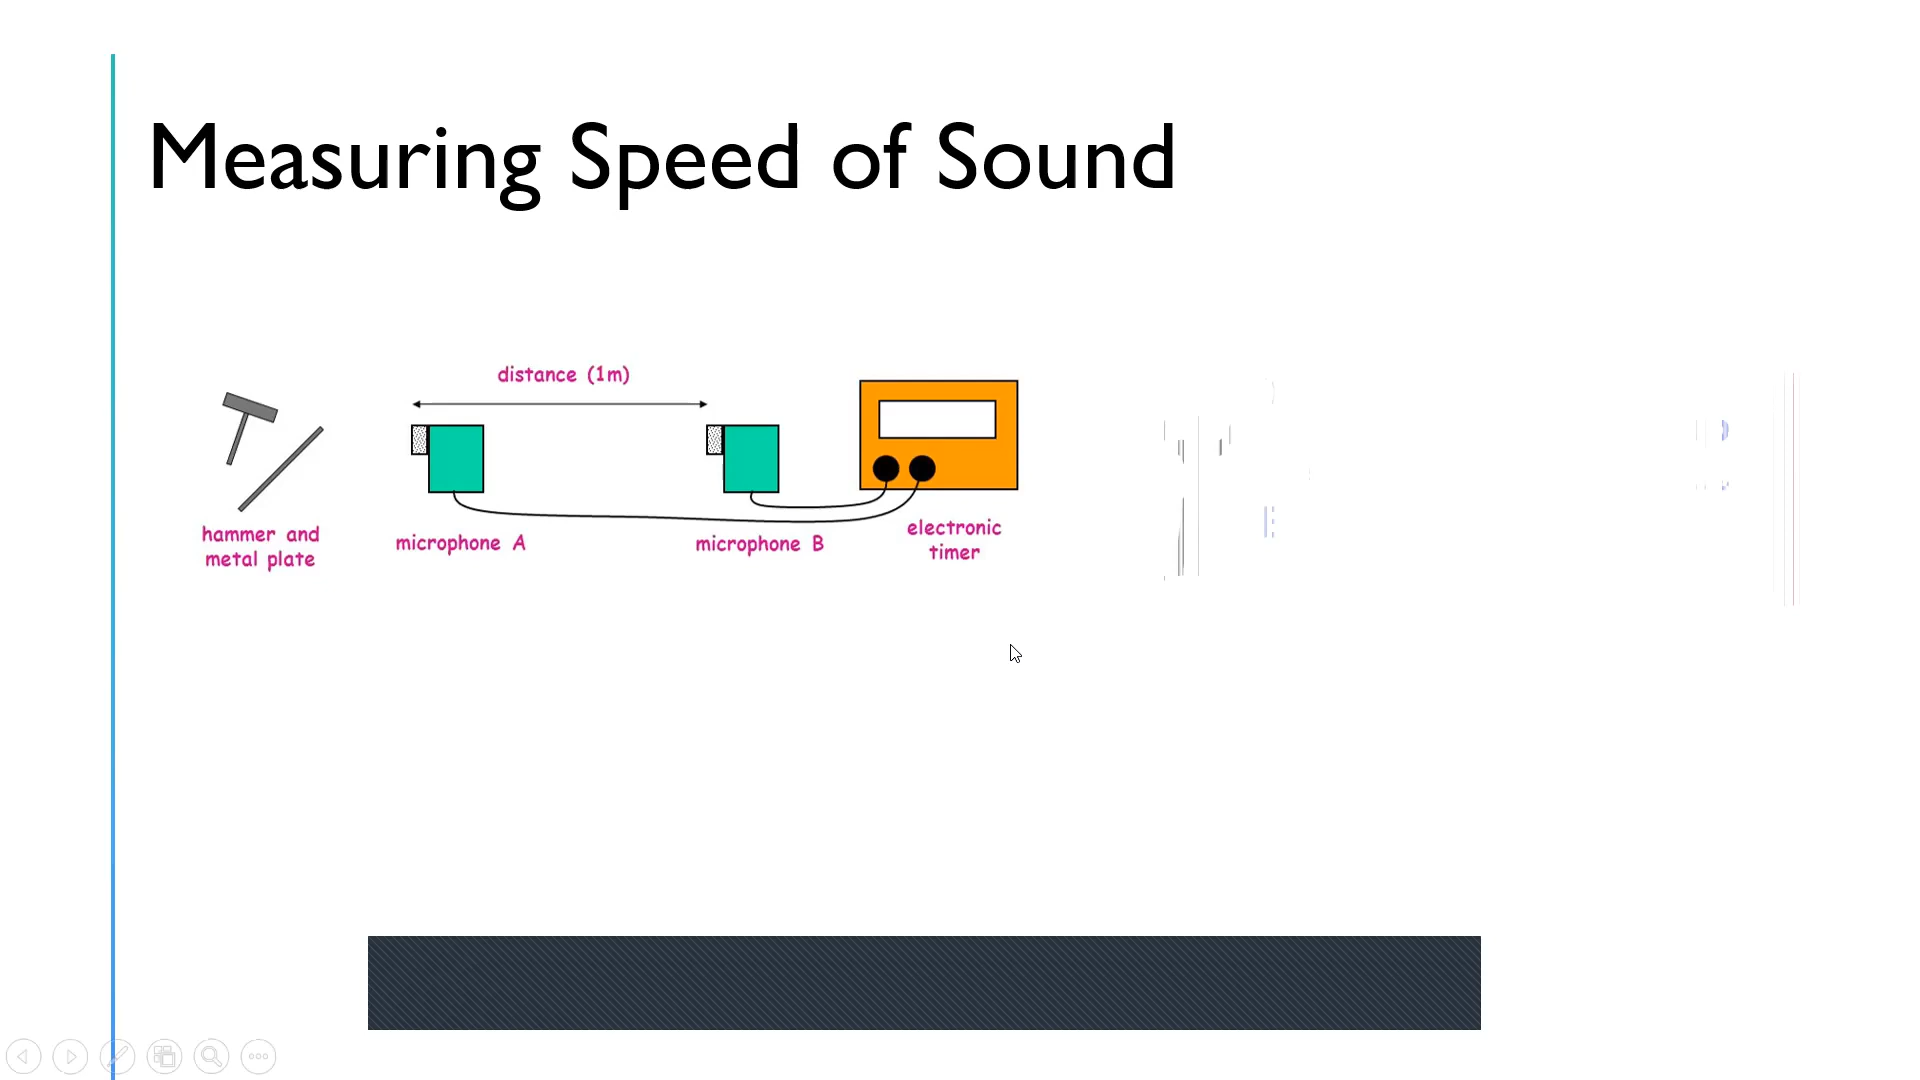 Measuring Speed of Sound
distance (1m)
hammer and
metal plate
microphone A
microphone B
electronic
timer